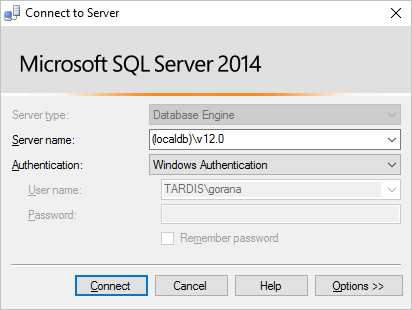 Connect to Server
Microsoft SQL Server 2014
Server type: Database Engine
Server name: (localdb)\v12.0
Authentication: Windows Authentication
User name: TARDIS\gorana
Password:
Remember password
Connect Cancel Help Options >>